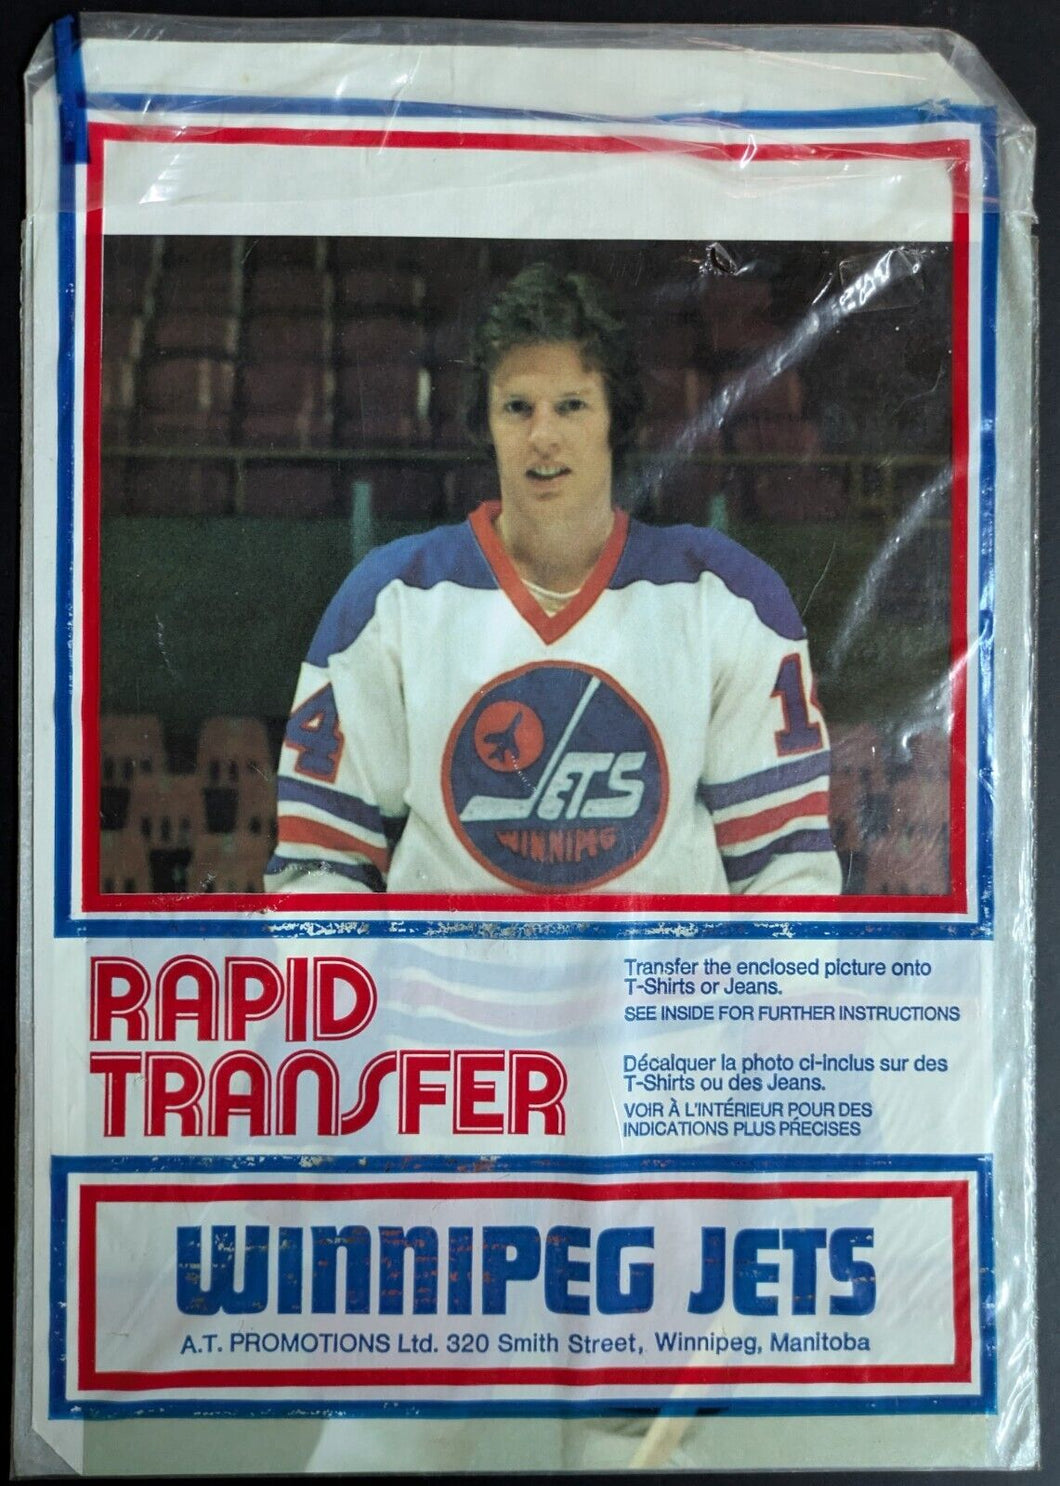 4
1
JETS
WINNIPEG
RAPID
TRANSFER
Transfer the enclosed picture onto
T-Shirts or Jeans.
SEE INSIDE FOR FURTHER INSTRUCTIONS
Décalquer la photo ci-inclus sur des
T-Shirts ou des Jeans.
VOIR À L'INTÉRIEUR POUR DES
INDICATIONS PLUS PRÉCISES
WINNIPEG JETS
A.T. PROMOTIONS Ltd. 320 Smith Street, Winnipeg, Manitoba